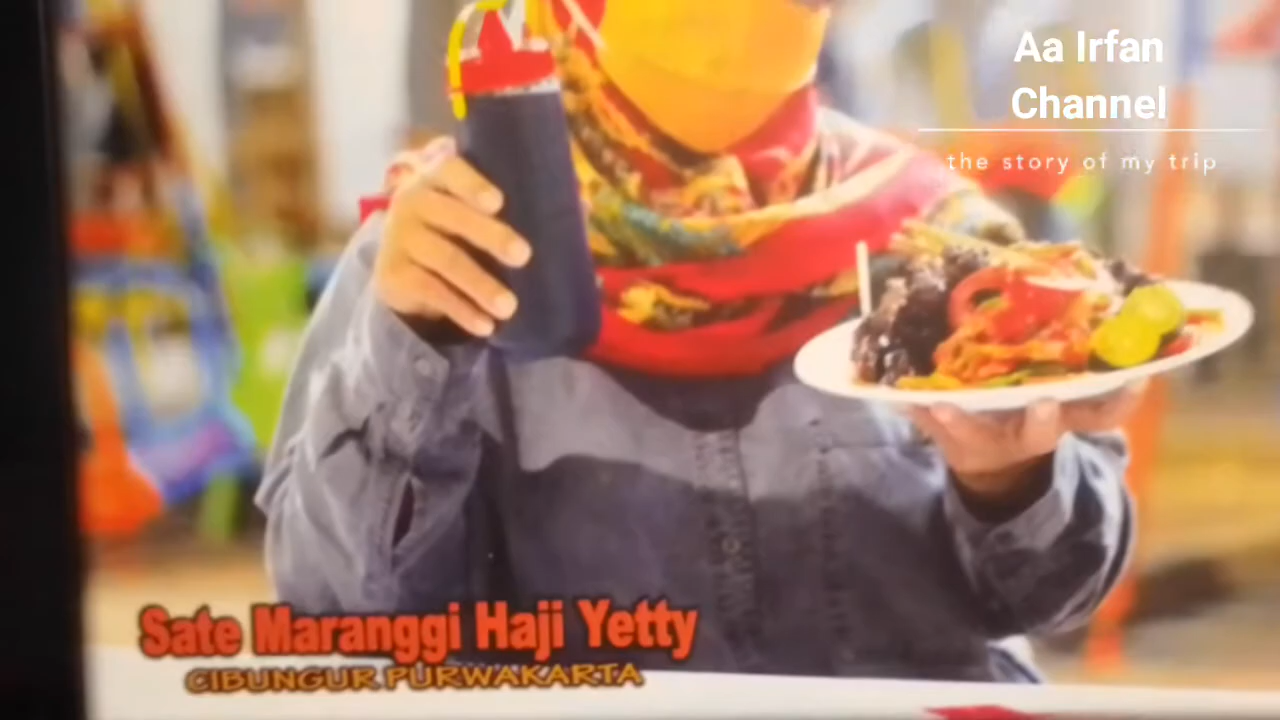 Aa Irfan
Channel
the story of my trip
Sate Maranggi Haji Yetty
CIBUNGUR PURWAKARTA